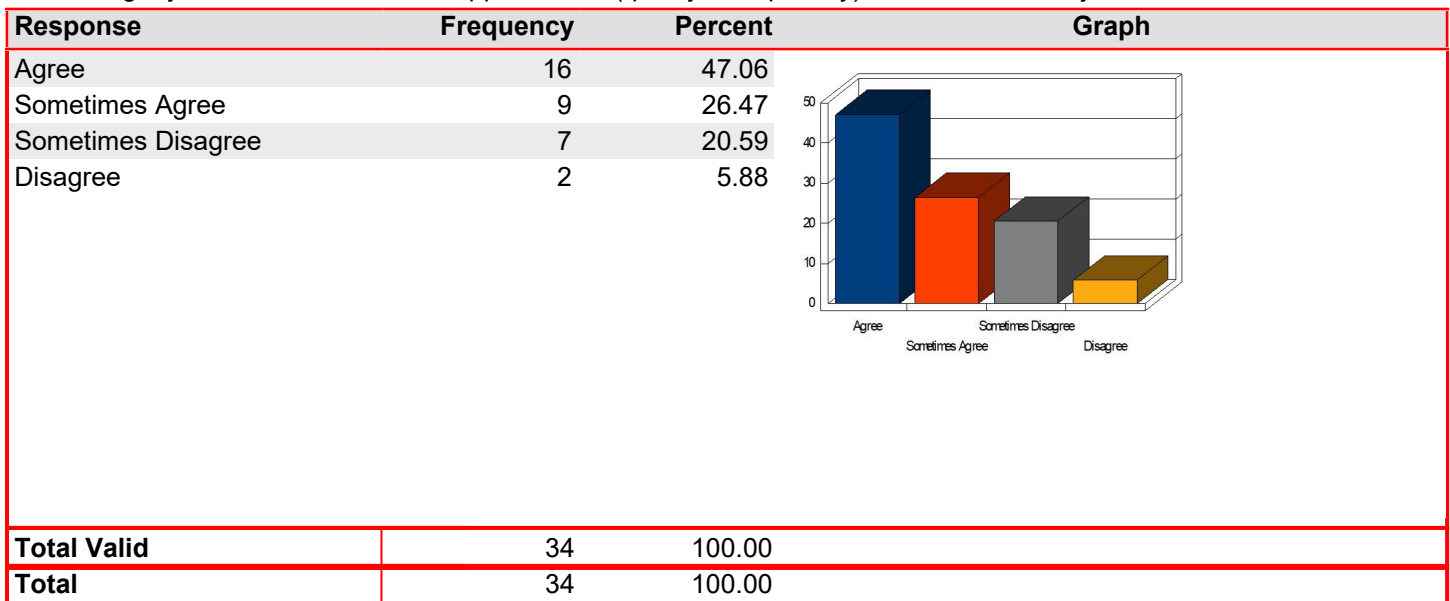 Response Frequency Percent Graph
Agree 16 47.06
Sometimes Agree 9 26.47
Sometimes Disagree 7 20.59
Disagree 2 5.88
50
40
30
20
10
0
Agree Sometimes Disagree
Sometimes Agree Disagree
Total Valid 34 100.00
Total 34 100.00